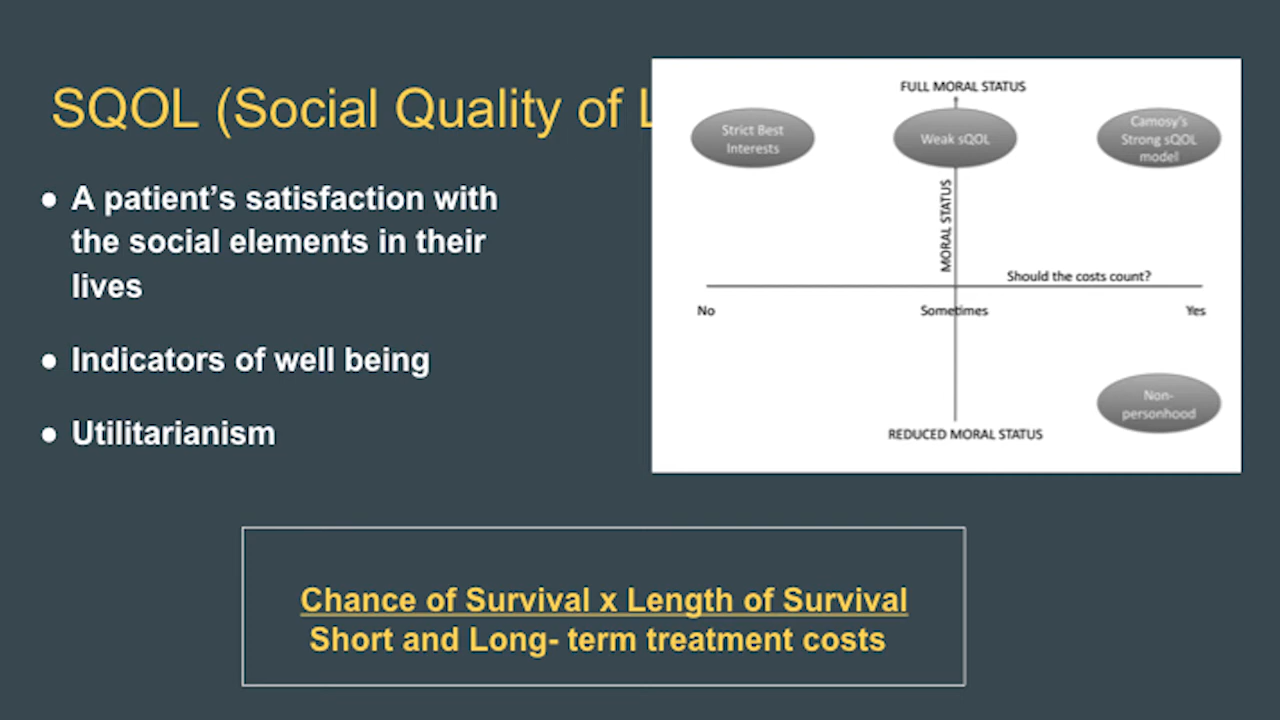 SQOL (Social Quality of L
● A patient’s satisfaction with
the social elements in their
lives
● Indicators of well being
● Utilitarianism
FULL MORAL STATUS
Strict Best
Interests
Weak sQOL
Camosy's
Strong sQOL
model
MORAL STATUS
Should the costs count?
No
Sometimes
Yes
Non-
personhood
REDUCED MORAL STATUS
Chance of Survival x Length of Survival
Short and Long- term treatment costs